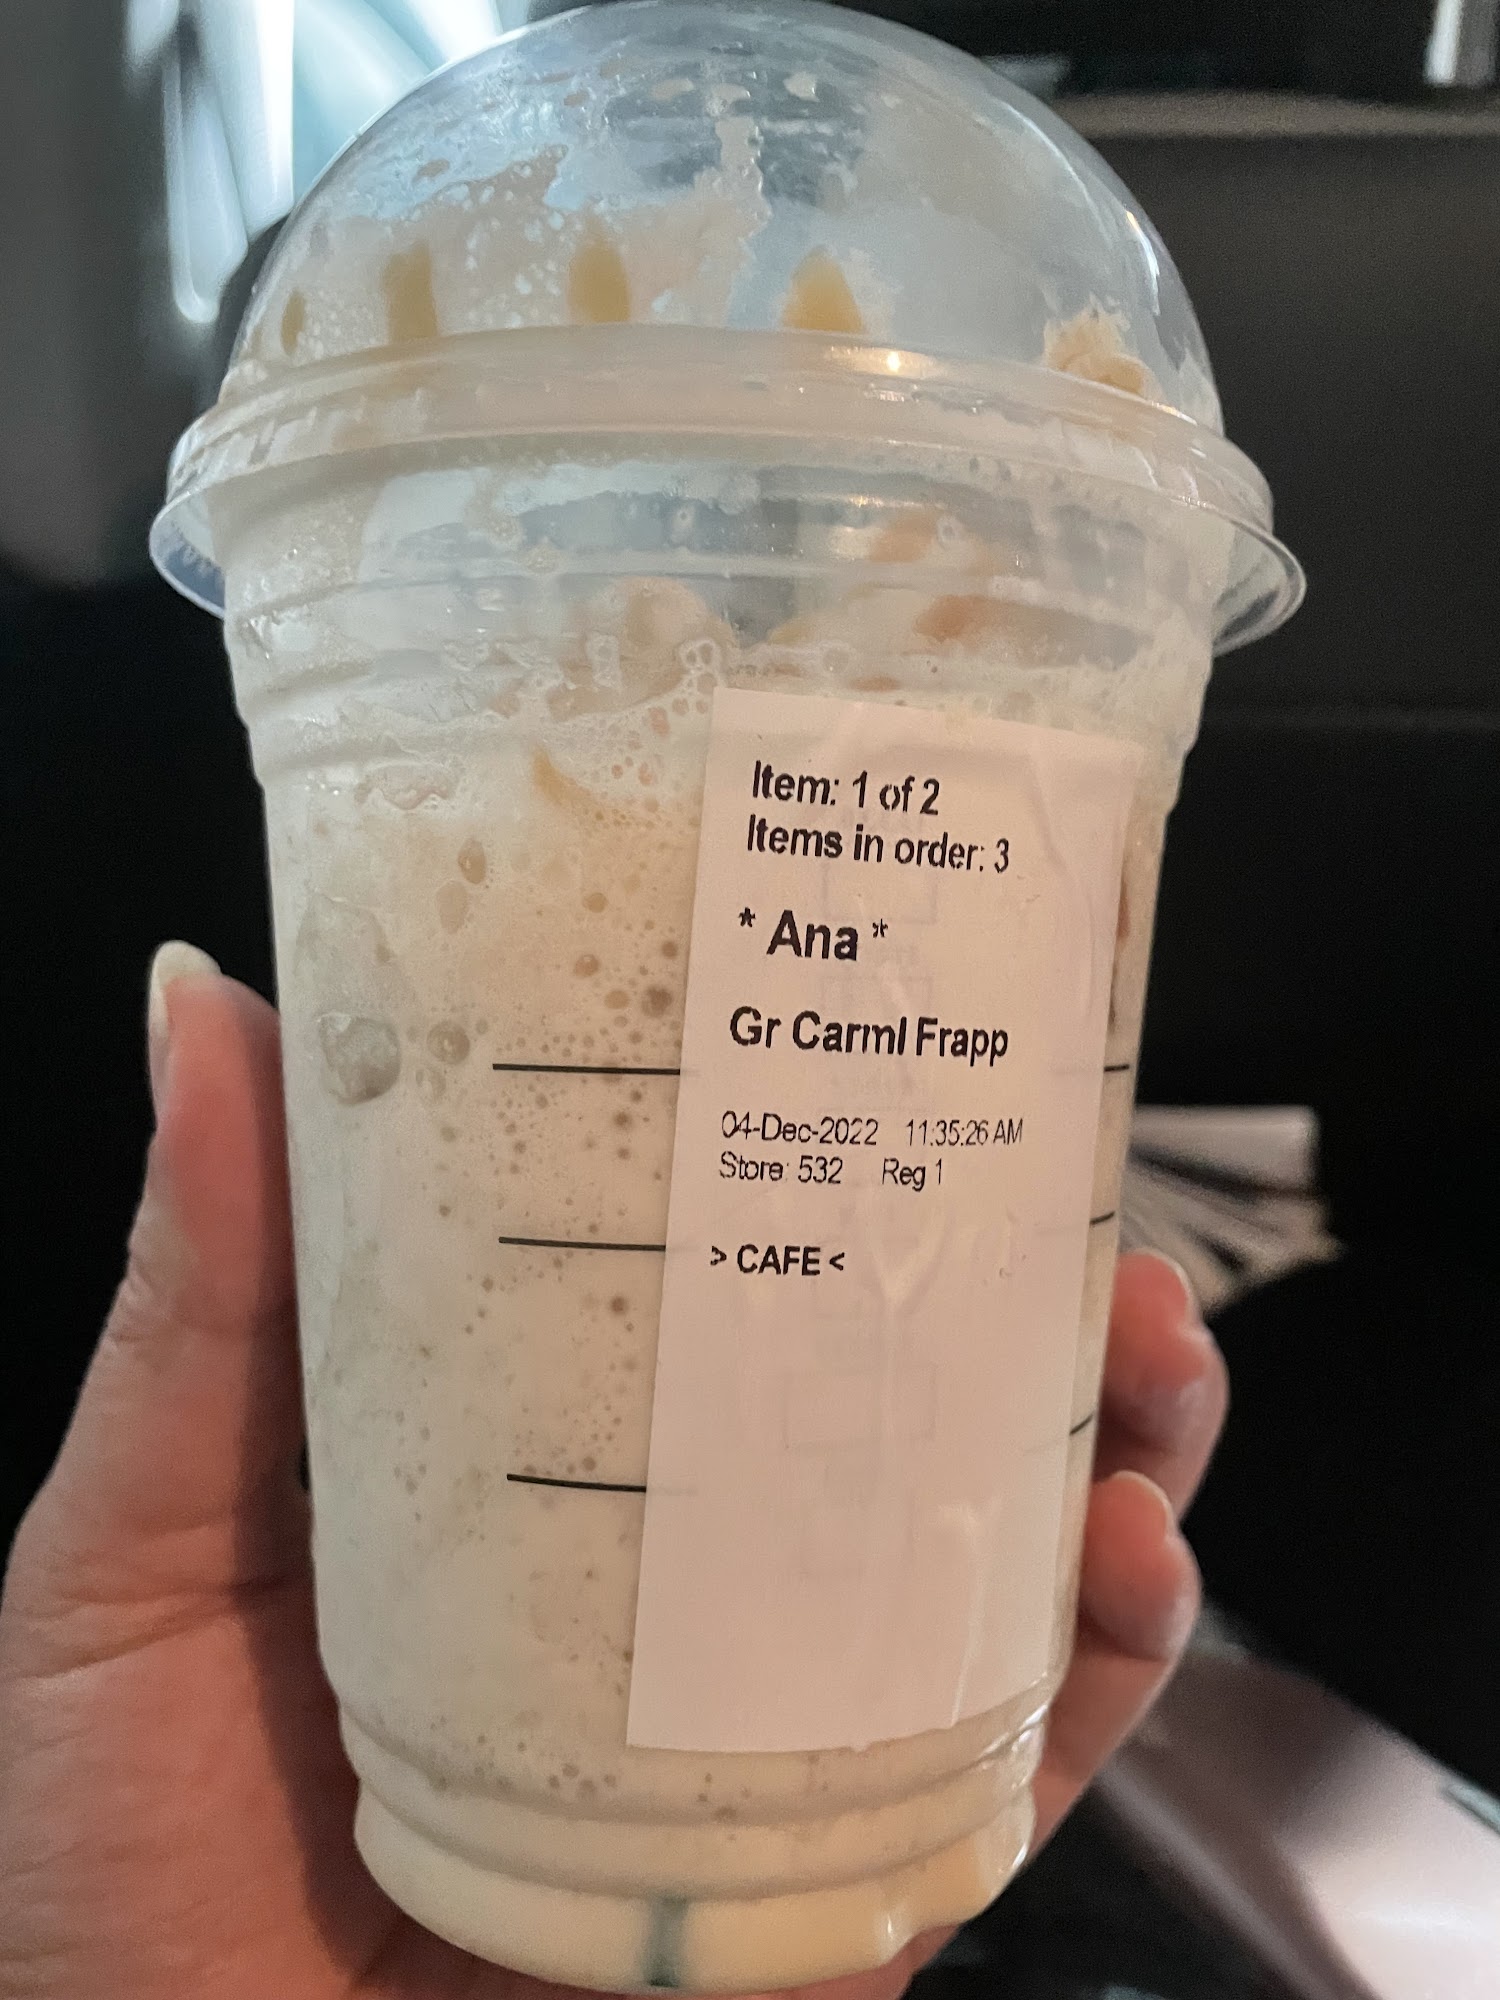 Item: 1 of 2
Items in order: 3
* Ana *
Gr Carml Frapp
04-Dec-2022 11:35:26 AM
Store: 532 Reg 1
> CAFE <